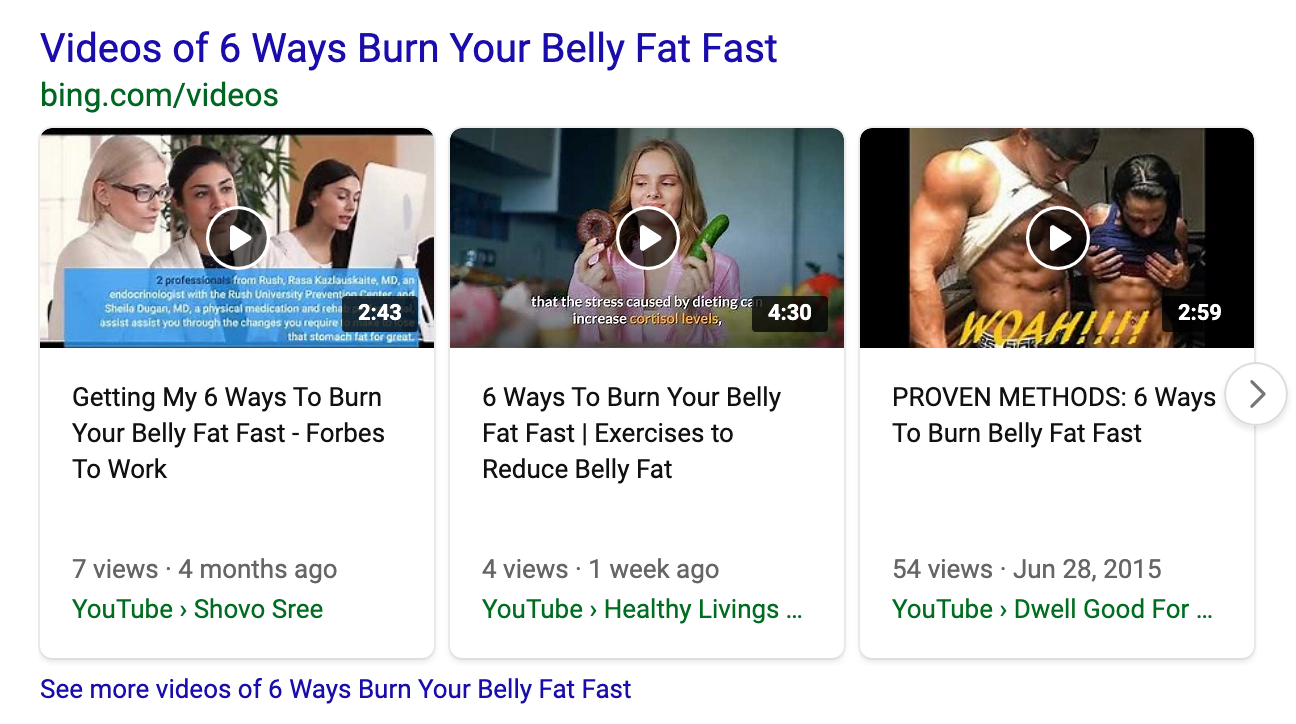 Videos of 6 Ways Burn Your Belly Fat Fast
bing.com/videos
2 professionals from Rush, Rasa Kazlauskaite, MD, an
endocrinologist with the Rush University Prevention Center, and
Sheila Dugan, MD, a physical medication and rehab
assist assist you through the changes you require to make to lose
that stomach fat for great.
2:43
Getting My 6 Ways To Burn
Your Belly Fat Fast - Forbes
To Work
7 views · 4 months ago
YouTube › Shovo Sree
that the stress caused by dieting can
increase cortisol levels,
4:30
6 Ways To Burn Your Belly
Fat Fast | Exercises to
Reduce Belly Fat
4 views · 1 week ago
YouTube › Healthy Livings ...
WOAH!!!!
2:59
PROVEN METHODS: 6 Ways
To Burn Belly Fat Fast
54 views · Jun 28, 2015
YouTube › Dwell Good For ...
See more videos of 6 Ways Burn Your Belly Fat Fast